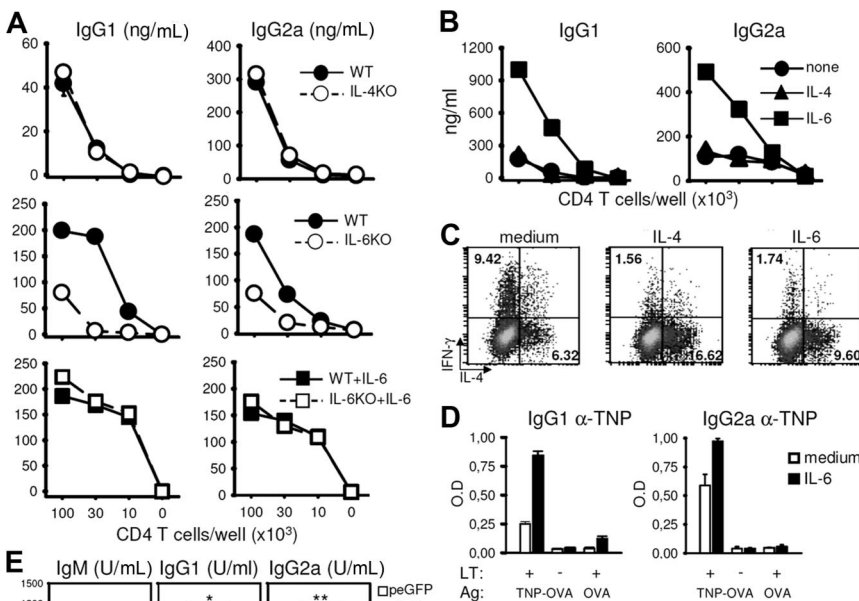 A
IgG1 (ng/mL) IgG2a (ng/mL)
60
40
20
0
400
300
200
100
0
WT
IL-4KO
250
200
150
100
50
0
250
200
150
100
50
0
WT
IL-6KO
250
200
150
100
50
0
250
200
150
100
50
0
WT+IL-6
IL-6KO+IL-6
100 30 10 0 100 30 10 0
CD4 T cells/well (x10³)
B
IgG1 IgG2a
ng/ml
1200
900
600
300
0
600
400
200
0
none
IL-4
IL-6
CD4 T cells/well (x10³)
C
medium IL-4 IL-6
9.42 1.56 1.74
6.32 16.62 9.60
IFN-γ
IL-4
D
IgG1 α-TNP IgG2a α-TNP
O.D
1,00
0,75
0,50
0,25
0,00
O.D
1,00
0,75
0,50
0,25
0,00
medium
IL-6
LT: + - + + - +
Ag: TNP-OVA OVA TNP-OVA OVA
E
IgM (U/mL) IgG1 (U/ml) IgG2a (U/mL)
1500
* **
peGFP